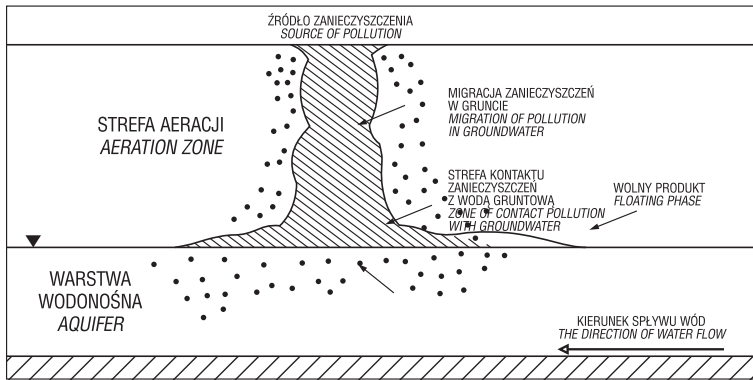 ŹRÓDŁO ZANIECZYSZCZENIA
SOURCE OF POLLUTION
MIGRACJA ZANIECZYSZCZEŃ
W GRUNCIE
MIGRATION OF POLLUTION
IN GROUNDWATER
STREFA AERACJI
AERATION ZONE
STREFA KONTAKTU
ZANIECZYSZCZEŃ
Z WODĄ GRUNTOWĄ
ZONE OF CONTACT POLLUTION
WITH GROUNDWATER
WOLNY PRODUKT
FLOATING PHASE
WARSTWA
WODONOŚNA
AQUIFER
KIERUNEK SPŁYWU WÓD
THE DIRECTION OF WATER FLOW